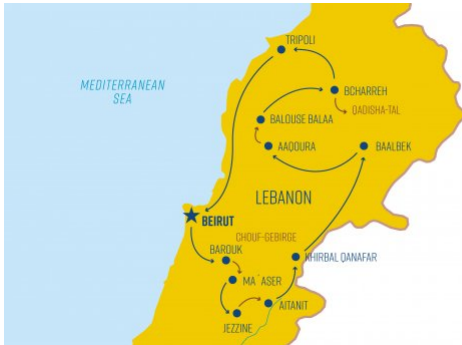 TRIPOLI
MEDITERRANEAN
SEA
BCHARREH
QADISHA-TAL
BALOUSE BALAA
AAQOURA
BAALBEK
LEBANON
BEIRUT
CHOUF-GEBIRGE
BAROUK
KHIRBAL QANAFAR
MA´ASER
AITANIT
JEZZINE